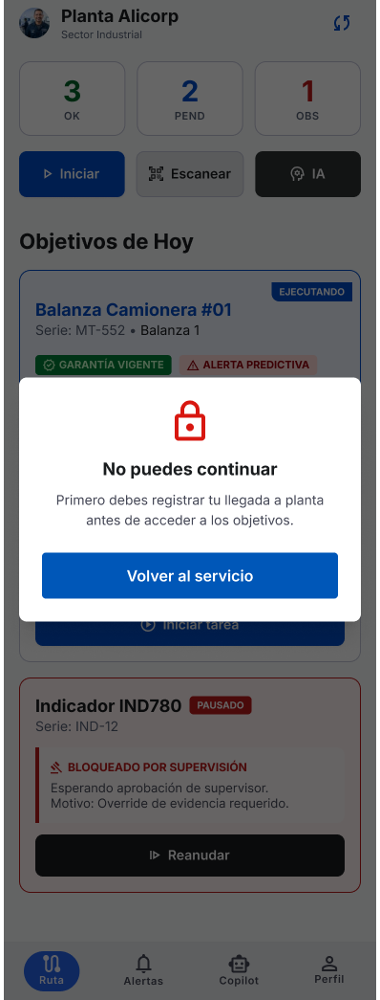 Planta Alicorp
Sector Industrial
3
OK
2
PEND
1
OBS
Iniciar
Escanear
IA
Objetivos de Hoy
EJECUTANDO
Balanza Camionera #01
Serie: MT-552 • Balanza 1
GARANTÍA VIGENTE
ALERTA PREDICTIVA
No puedes continuar
Primero debes registrar tu llegada a planta
antes de acceder a los objetivos.
Volver al servicio
Iniciar tarea
Indicador IND780
PAUSADO
Serie: IND-12
BLOQUEADO POR SUPERVISIÓN
Esperando aprobación de supervisor.
Motivo: Override de evidencia requerido.
Reanudar
Ruta
Alertas
Copilot
Perfil